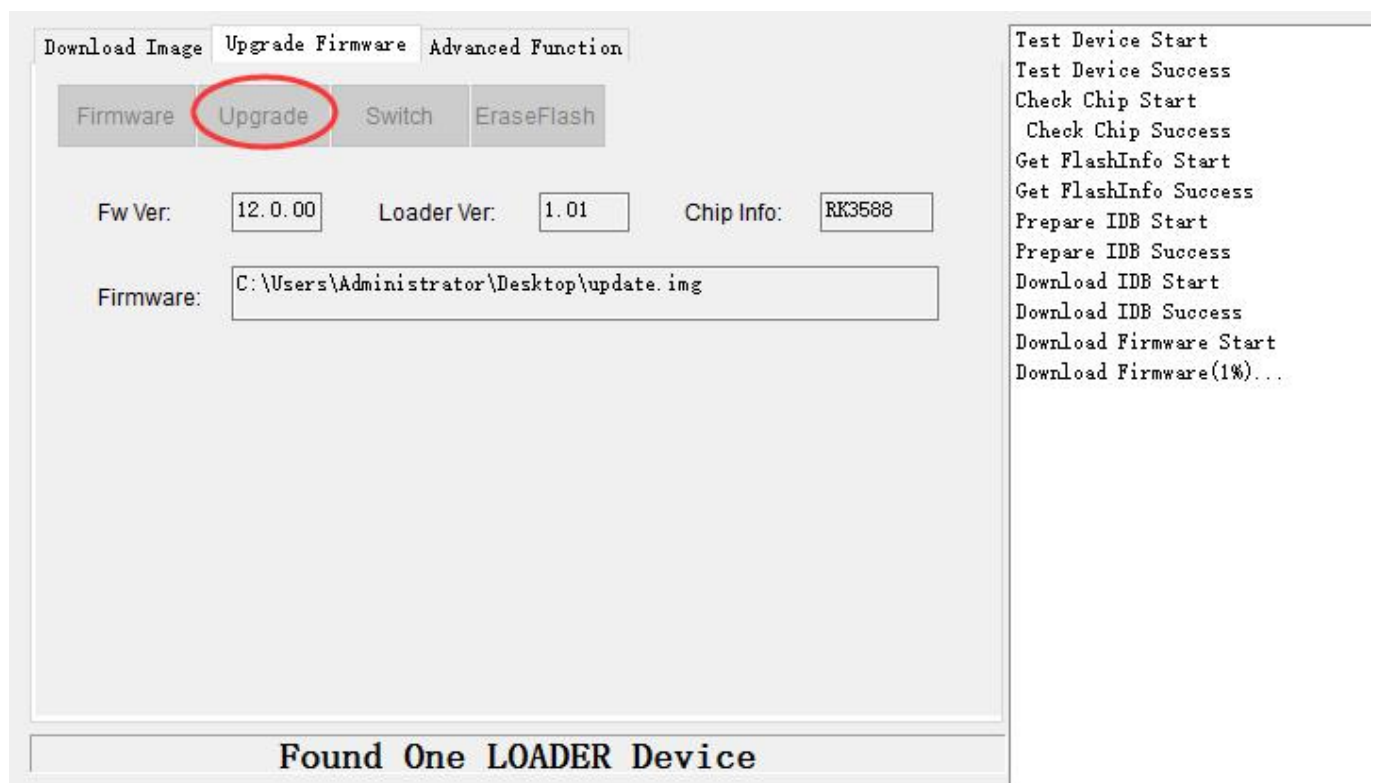 Download Image Upgrade Firmware Advanced Function
Firmware Upgrade Switch EraseFlash
Fw Ver: 12.0.00 Loader Ver: 1.01 Chip Info: RK3588
Firmware: C:\Users\Administrator\Desktop\update.img
Found One LOADER Device
Test Device Start
Test Device Success
Check Chip Start
Check Chip Success
Get FlashInfo Start
Get FlashInfo Success
Prepare IDB Start
Prepare IDB Success
Download IDB Start
Download IDB Success
Download Firmware Start
Download Firmware(1%)...